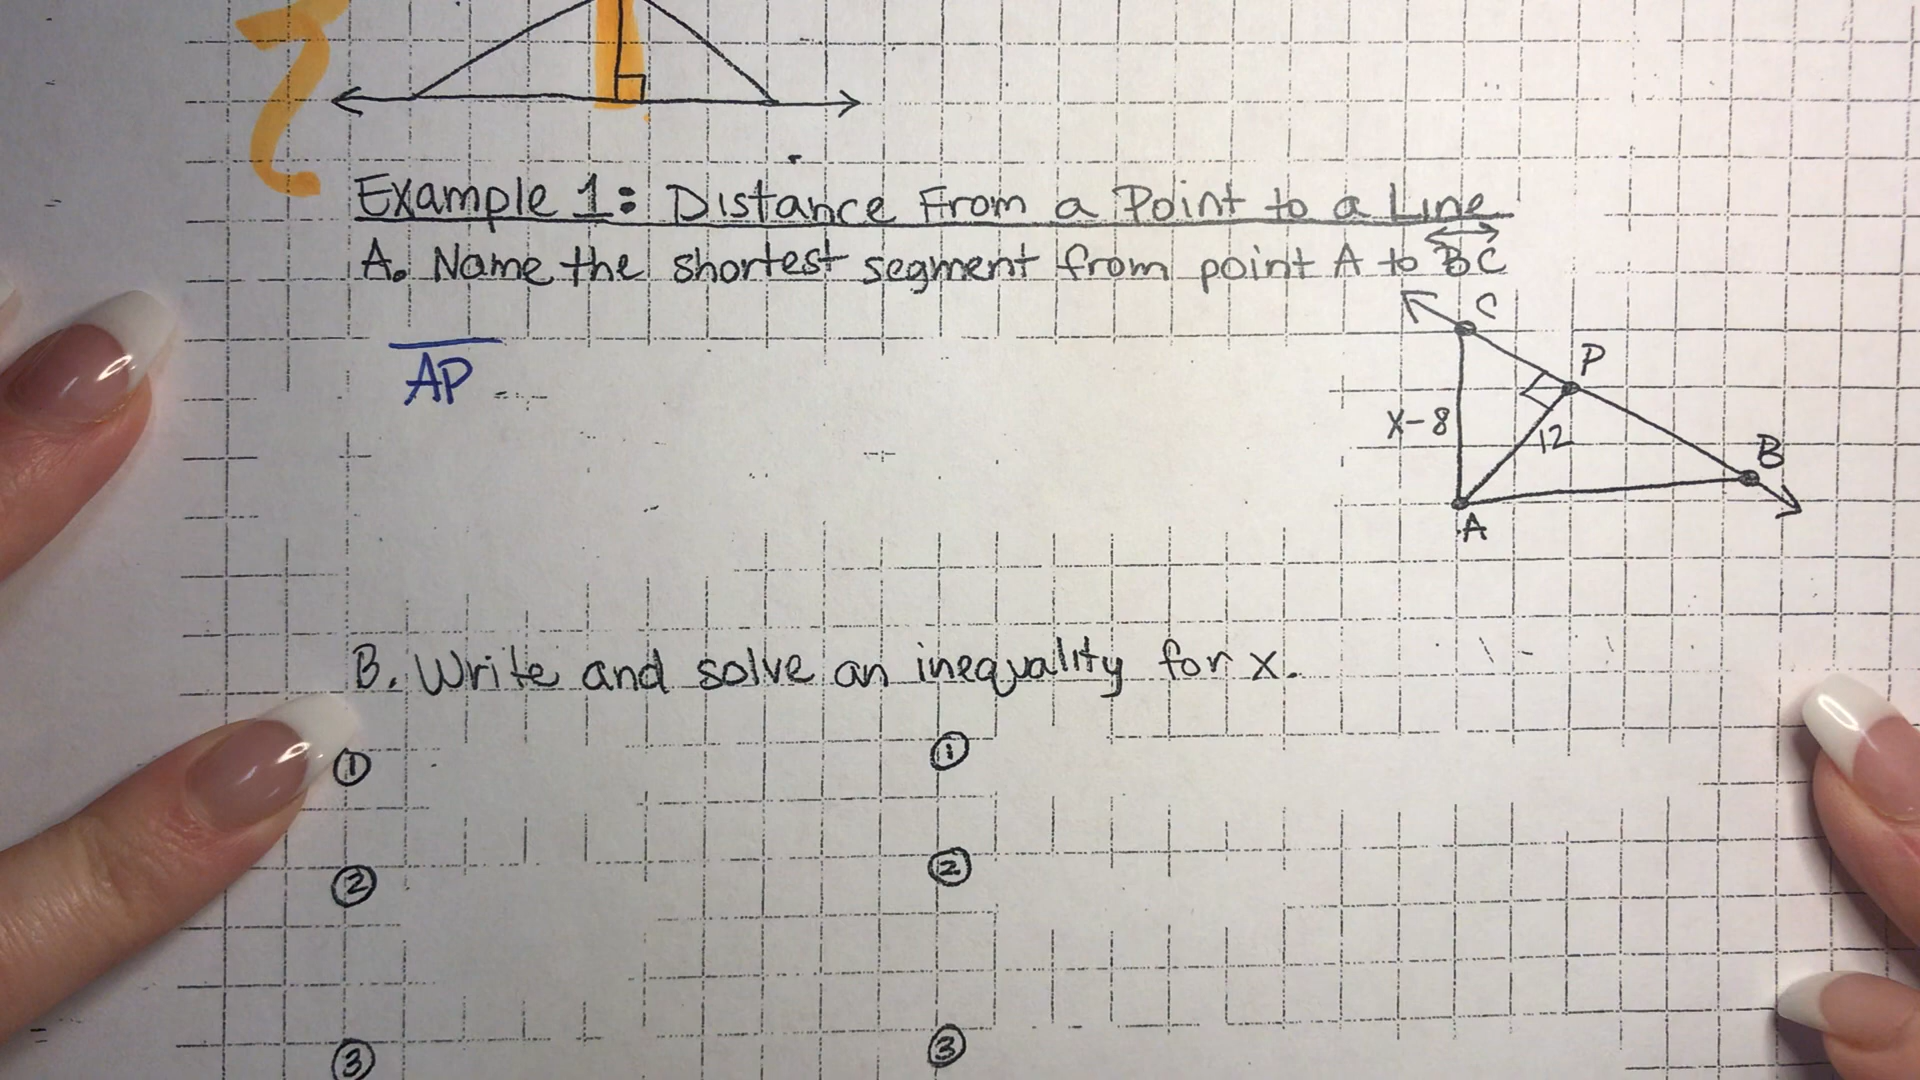 Example 1: Distance From a Point to a Line
A. Name the shortest segment from point A to BC
AP
C
P
X-8
12
B
A
B. Write and solve an inequality for x.
① ①
② ②
③ ③